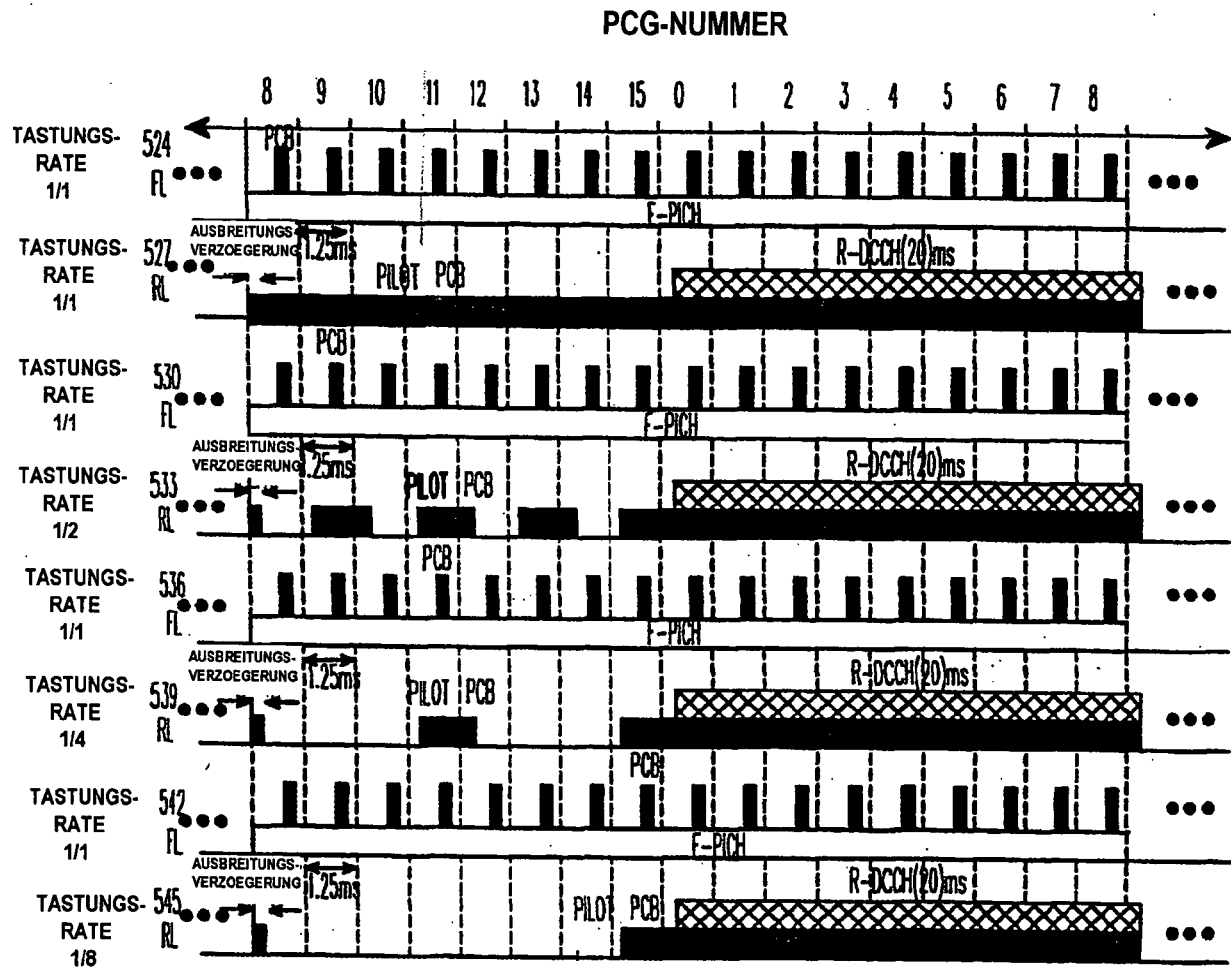 PCG-NUMMER
8 9 10 11 12 13 14 15 0 1 2 3 4 5 6 7 8
TASTUNGS-
RATE
1/1
524
FL
PCB
F-PICH
TASTUNGS-
RATE
1/1
527
RL
AUSBREITUNGS
VERZOEGERUNG
1.25ms
PILOT PCB
R-DCCH(20)ms
TASTUNGS-
RATE
1/1
530
FL
PCB
F-PICH
TASTUNGS-
RATE
1/2
533
RL
AUSBREITUNGS-
VERZOEGERUNG
1.25ms
PILOT PCB
R-DCCH(20)ms
TASTUNGS-
RATE
1/1
536
FL
PCB
F-PICH
TASTUNGS-
RATE
1/4
539
RL
AUSBREITUNGS-
VERZOEGERUNG
1.25ms
PILOT PCB
R-DCCH(20)ms
TASTUNGS-
RATE
1/1
542
FL
PCB
F-PICH
TASTUNGS-
RATE
1/8
545
RL
AUSBREITUNGS-
VERZOEGERUNG
1.25ms
PILOT PCB
R-DCCH(20)ms